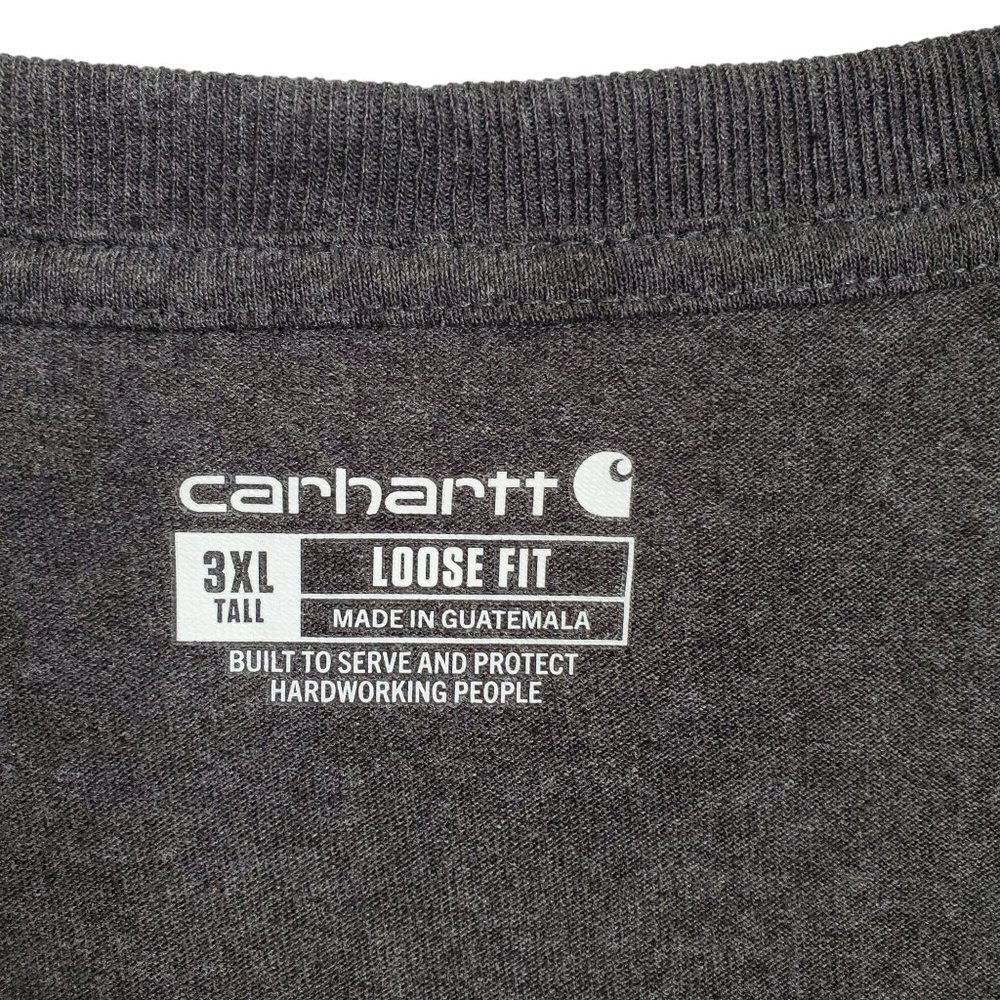 carhartt
3XL
TALL
LOOSE FIT
MADE IN GUATEMALA
BUILT TO SERVE AND PROTECT
HARDWORKING PEOPLE